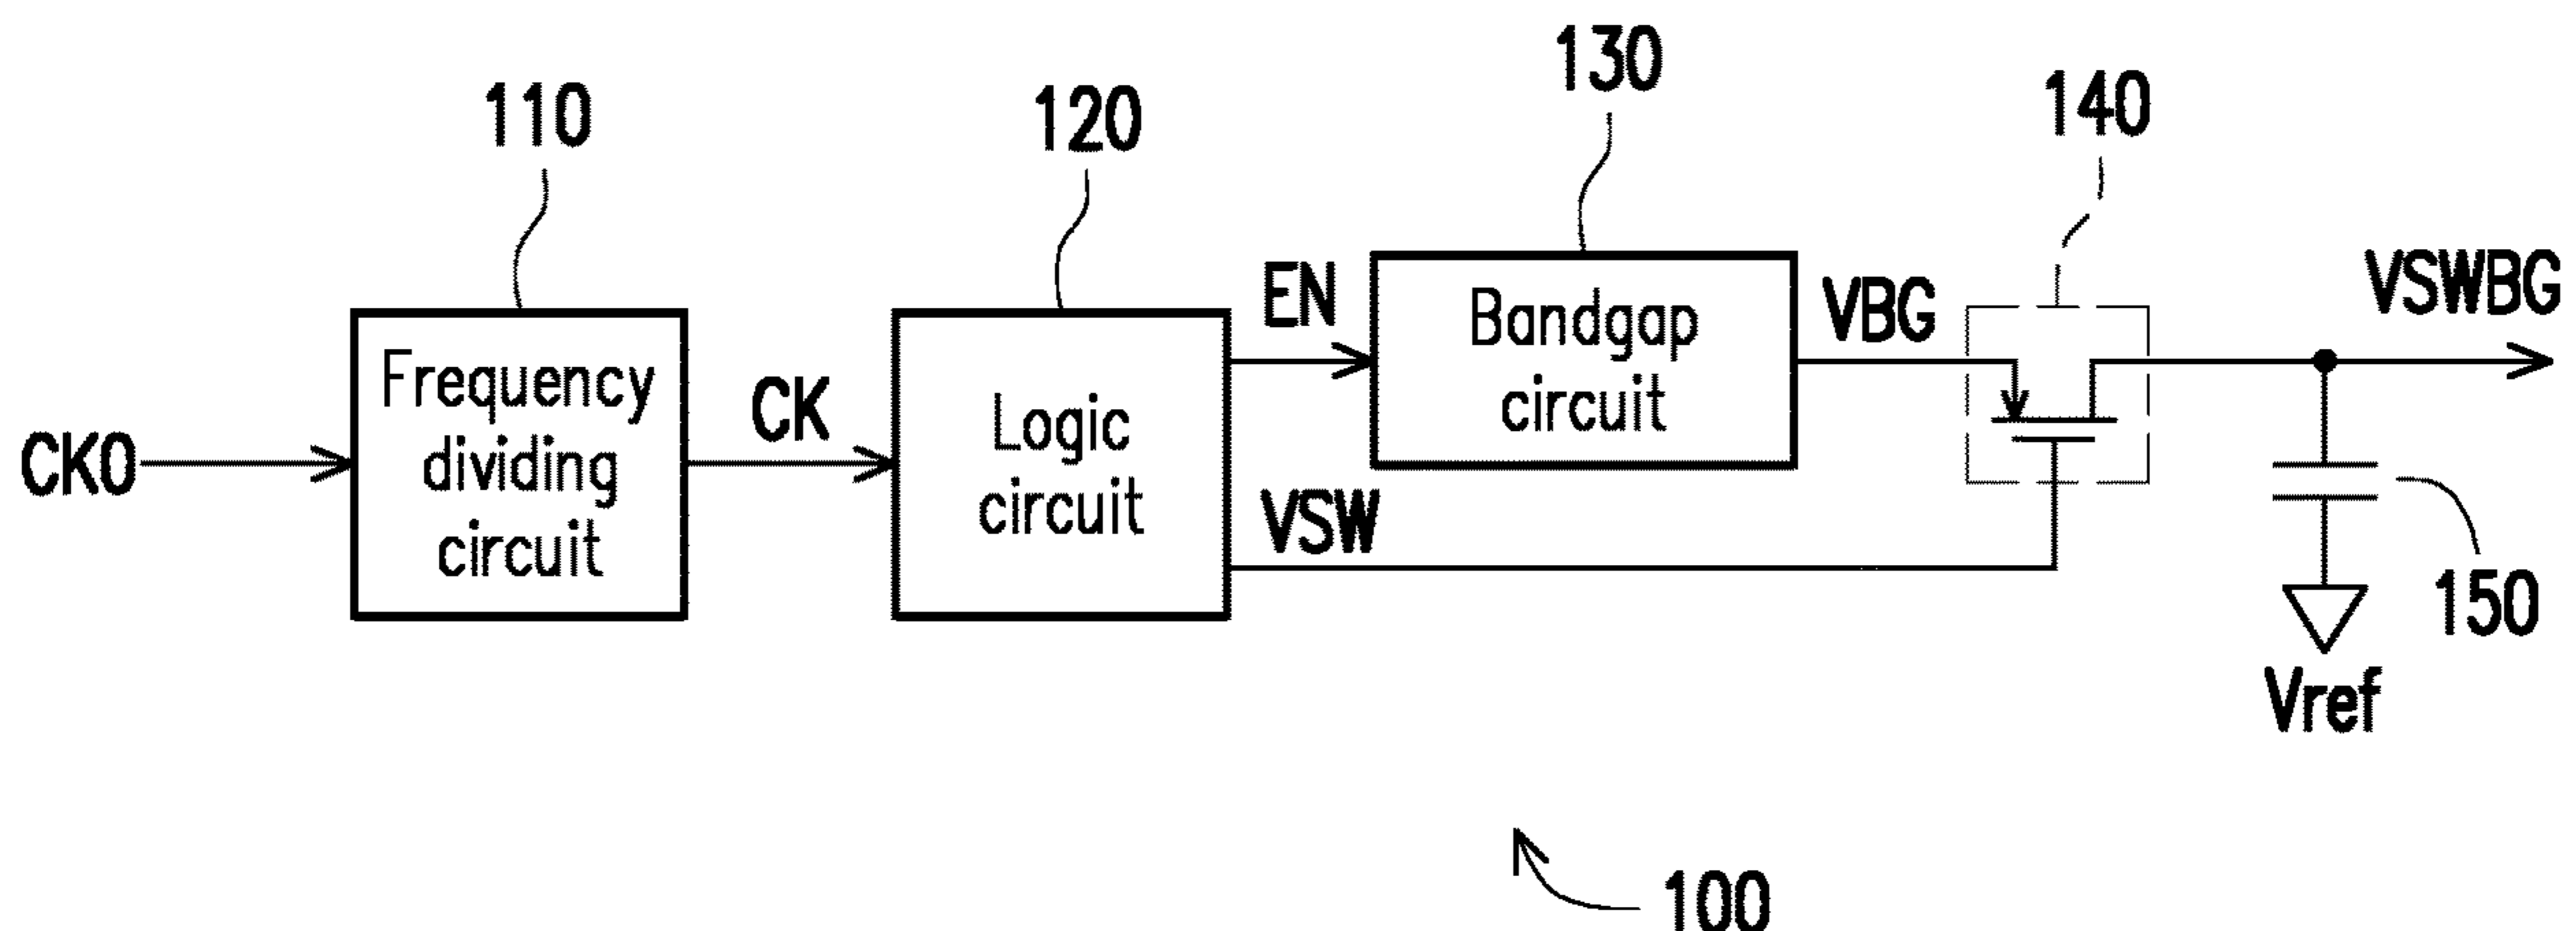 110
120
130
140
CK0
Frequency
dividing
circuit
CK
Logic
circuit
EN
VSW
Bandgap
circuit
VBG
VSWBG
150
Vref
100